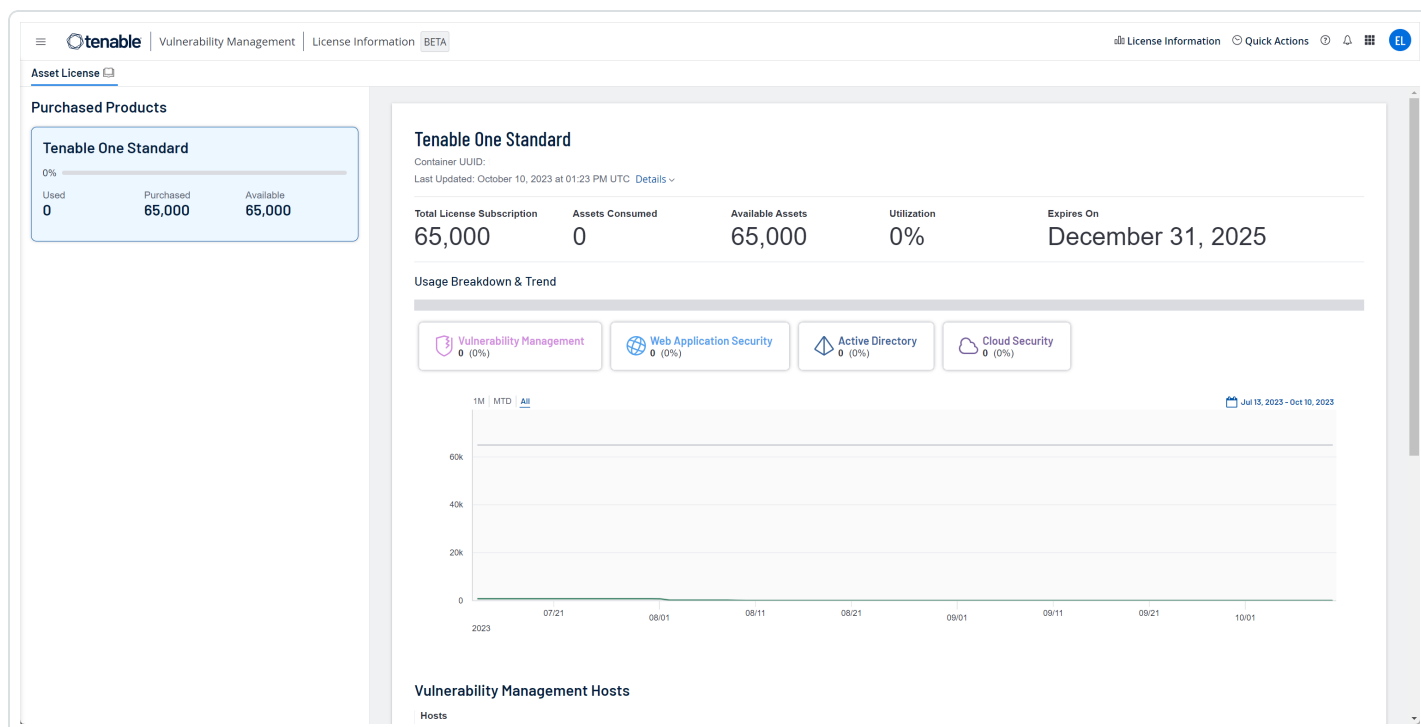 tenable Vulnerability Management License Information BETA
License Information Quick Actions EL
Asset License
Purchased Products
Tenable One Standard
0%
Used Purchased Available
0 65,000 65,000
Tenable One Standard
Container UUID:
Last Updated: October 10, 2023 at 01:23 PM UTC Details
Total License Subscription Assets Consumed Available Assets Utilization Expires On
65,000 0 65,000 0% December 31, 2025
Usage Breakdown & Trend
Vulnerability Management
0 (0%)
Web Application Security
0 (0%)
Active Directory
0 (0%)
Cloud Security
0 (0%)
1M MTD All
Jul 13, 2023 - Oct 10, 2023
60k
40k
20k
0
07/21 08/01 08/11 08/21 09/01 09/11 09/21 10/01
2023
Vulnerability Management Hosts
Hosts